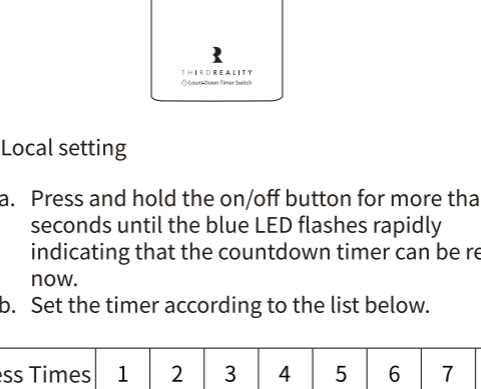 THIRDREALITY
Count-Down Timer Switch
Local setting
a. Press and hold the on/off button for more tha
seconds until the blue LED flashes rapidly
indicating that the countdown timer can be re
now.
b. Set the timer according to the list below.
ess Times 1 2 3 4 5 6 7